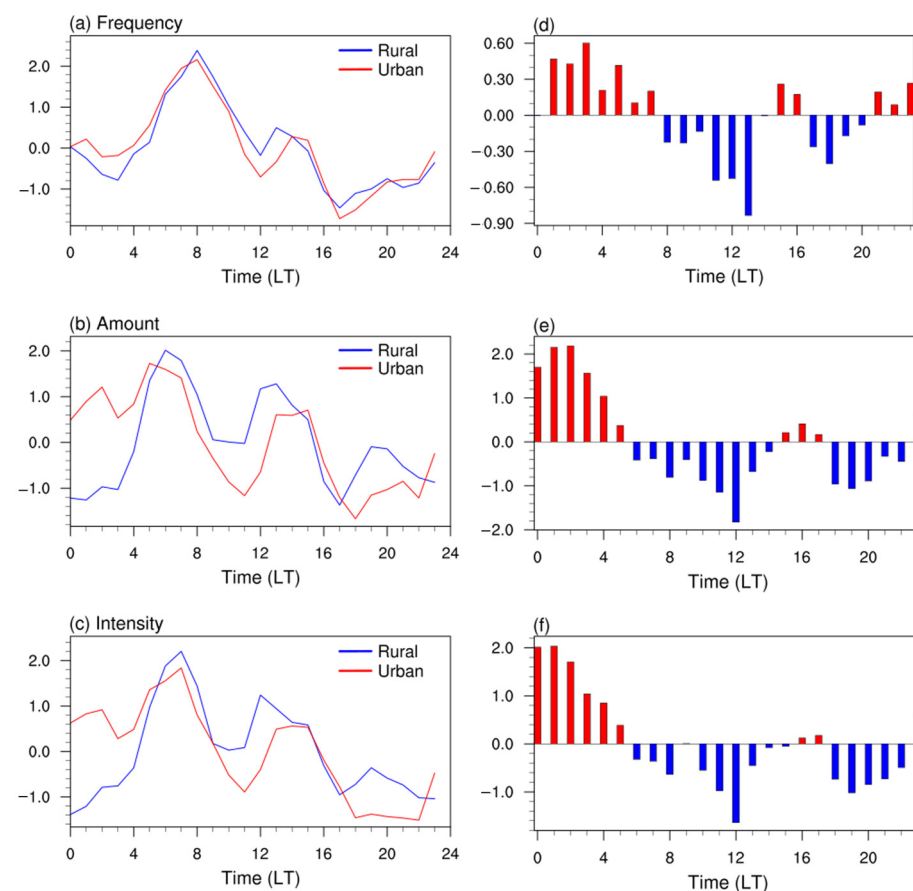 (a) Frequency
Rural
Urban
2.0
1.0
0.0
−1.0
0 4 8 12 16 20 24
Time (LT)
(d)
0.60
0.30
0.00
−0.30
−0.60
−0.90
0 4 8 12 16 20
Time (LT)
(b) Amount
Rural
Urban
2.0
1.0
0.0
−1.0
0 4 8 12 16 20 24
Time (LT)
(e)
2.0
1.0
0.0
−1.0
−2.0
0 4 8 12 16 20
Time (LT)
(c) Intensity
Rural
Urban
2.0
1.0
0.0
−1.0
0 4 8 12 16 20 24
Time (LT)
(f)
2.0
1.0
0.0
−1.0
0 4 8 12 16 20
Time (LT)